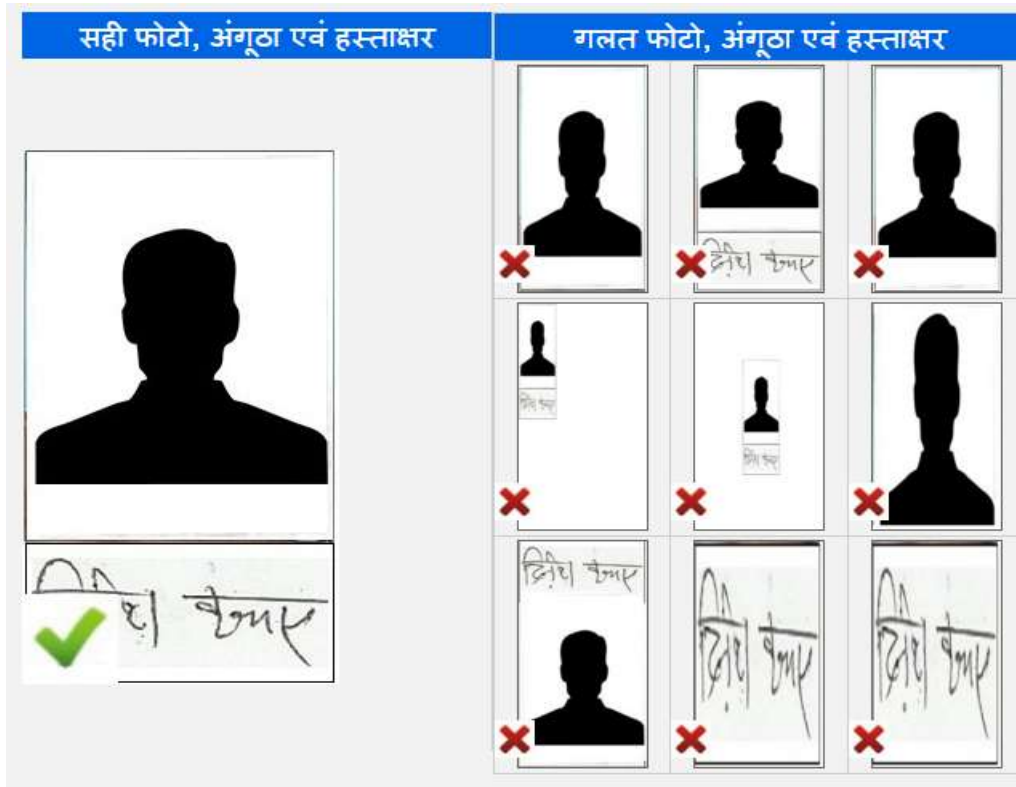 सही फोटो, अंगूठा एवं हस्ताक्षर
गलत फोटो, अंगूठा एवं हस्ताक्षर
कुमार
दिनेश कुमार
दिनेश कुमार
दिनेश कुमार
दिनेश कुमार
दिनेश कुमार
दिनेश कुमार